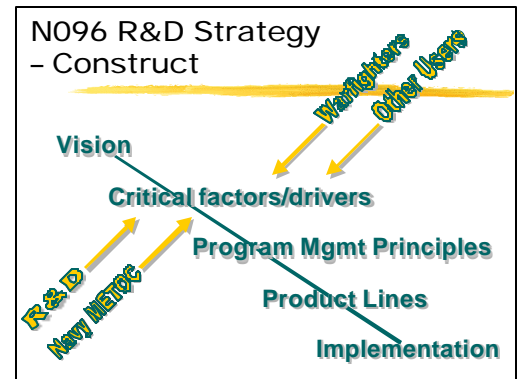 N096 R&D Strategy
– Construct
Warfighters
Other Users
Vision
Critical factors/drivers
Program Mgmt Principles
R&D
Navy METOC
Product Lines
Implementation